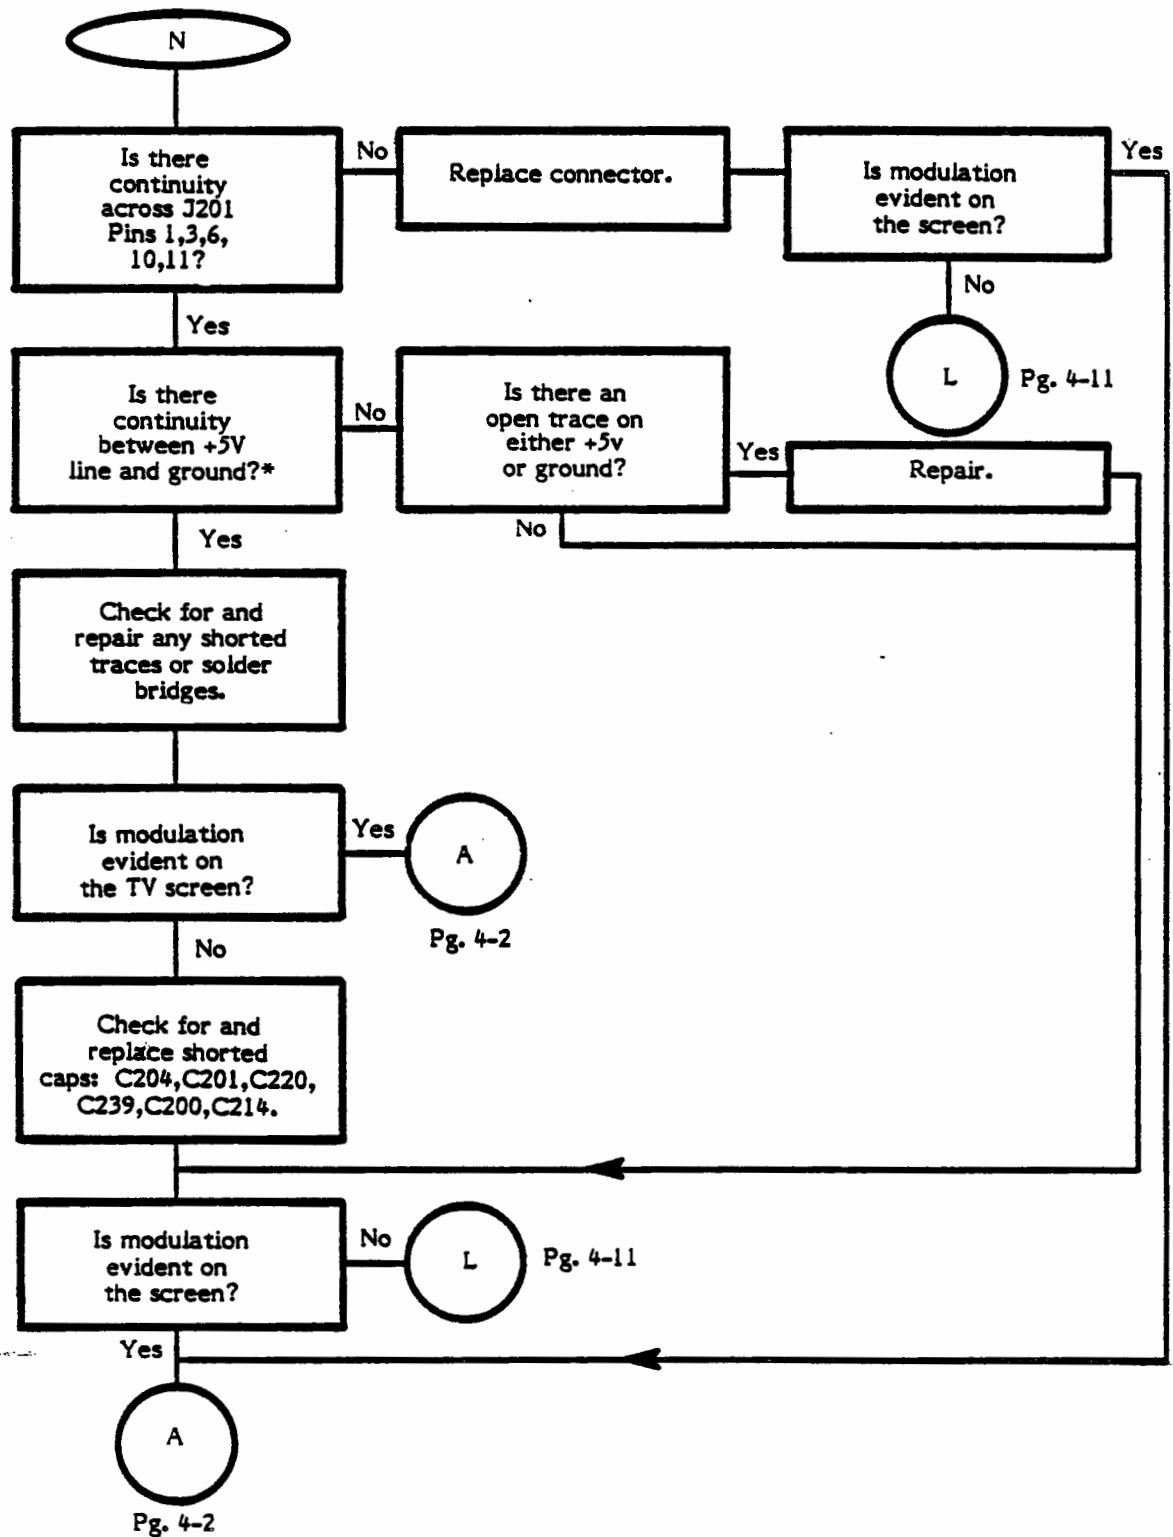 N
Is there
continuity
across J201
Pins 1,3,6,
10,11?
No
Replace connector.
Is modulation
evident on
the screen?
Yes
No
L
Pg. 4-11
Yes
Is there
continuity
between +5V
line and ground?*
No
Is there an
open trace on
either +5v
or ground?
Yes
Repair.
No
Yes
Check for and
repair any shorted
traces or solder
bridges.
Is modulation
evident on
the TV screen?
Yes
A
Pg. 4-2
No
Check for and
replace shorted
caps: C204,C201,C220,
C239,C200,C214.
Is modulation
evident on
the screen?
No
L
Pg. 4-11
Yes
A
Pg. 4-2